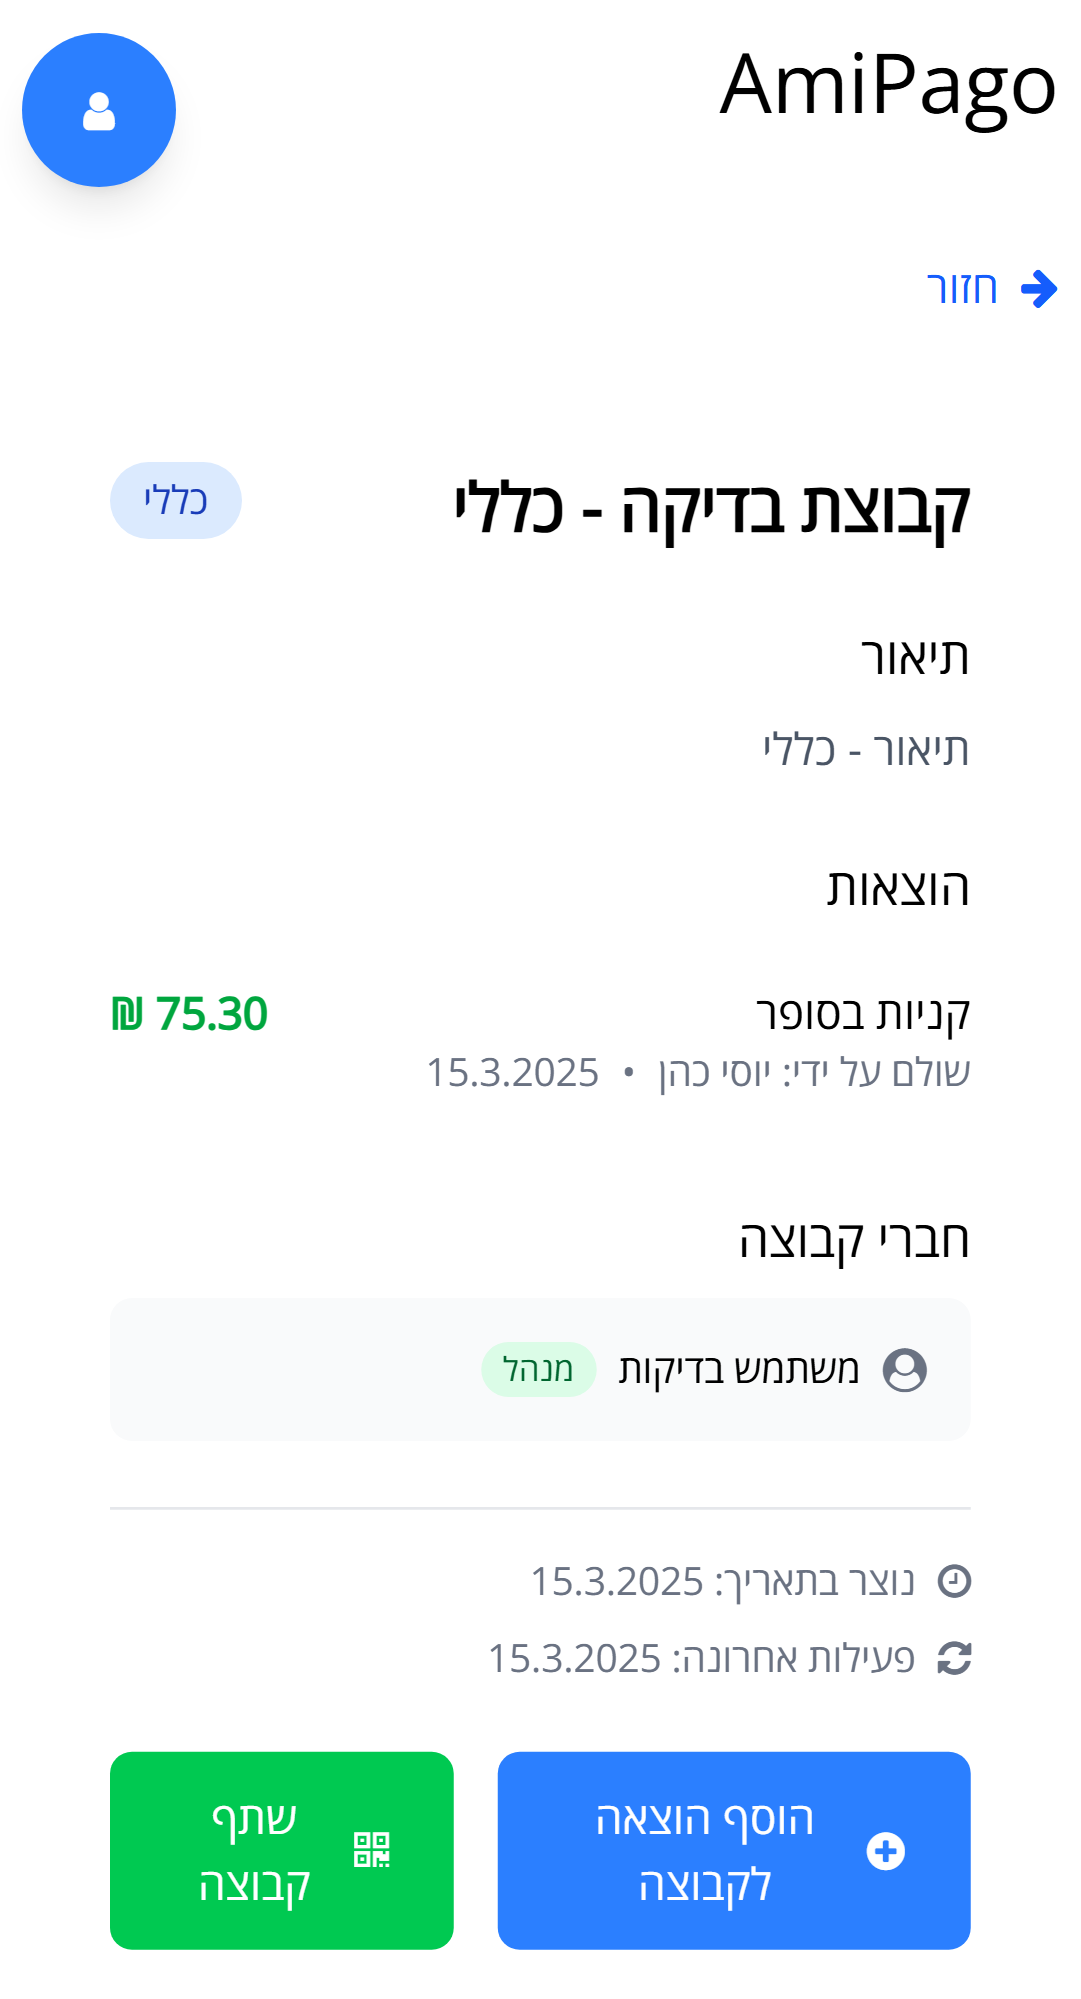 AmiPago
חזור
קבוצת בדיקה - כללי
כללי
תיאור
תיאור - כללי
הוצאות
קניות בסופר
75.30 ₪
שולם על ידי: יוסי כהן • 15.3.2025
חברי קבוצה
משתמש בדיקות
מנהל
נוצר בתאריך: 15.3.2025
פעילות אחרונה: 15.3.2025
הוסף הוצאה
לקבוצה
שתף
קבוצה